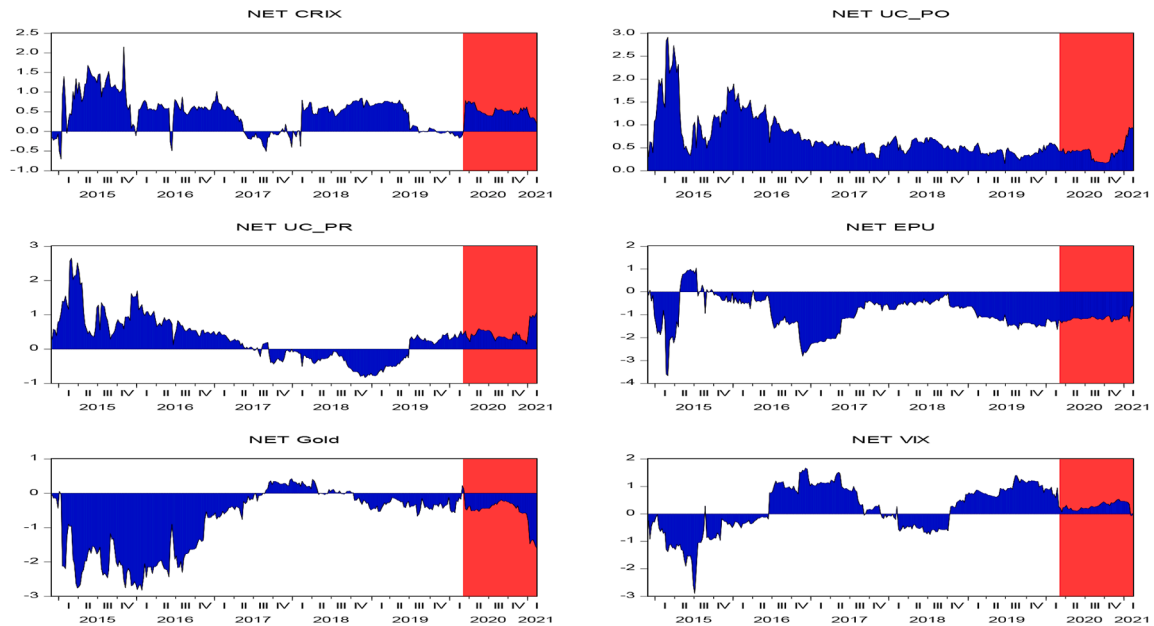 NET CRIX
2.5
2.0
1.5
1.0
0.5
0.0
-0.5
-1.0
I II III IV I II III IV I II III IV I II III IV I II III IV I II III IV I
2015 2016 2017 2018 2019 2020 2021
NET UC_PO
3.0
2.5
2.0
1.5
1.0
0.5
0.0
I II III IV I II III IV I II III IV I II III IV I II III IV I II III IV I
2015 2016 2017 2018 2019 2020 2021
NET UC_PR
3
2
1
0
-1
I II III IV I II III IV I II III IV I II III IV I II III IV I II III IV I
2015 2016 2017 2018 2019 2020 2021
NET EPU
2
1
0
-1
-2
-3
-4
I II III IV I II III IV I II III IV I II III IV I II III IV I II III IV I
2015 2016 2017 2018 2019 2020 2021
NET Gold
1
0
-1
-2
-3
I II III IV I II III IV I II III IV I II III IV I II III IV I II III IV I
2015 2016 2017 2018 2019 2020 2021
NET VIX
2
1
0
-1
-2
-3
I II III IV I II III IV I II III IV I II III IV I II III IV I II III IV I
2015 2016 2017 2018 2019 2020 2021